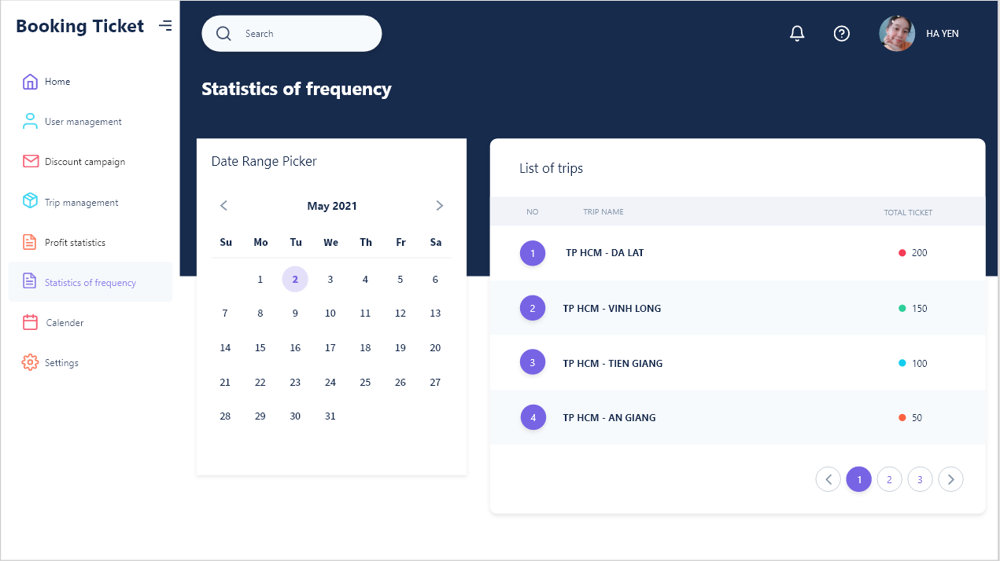 Booking Ticket
Search
HA YEN
Home
User management
Discount campaign
Trip management
Profit statistics
Statistics of frequency
Calender
Settings
Statistics of frequency
Date Range Picker
May 2021
Su Mo Tu We Th Fr Sa
1 2 3 4 5 6
7 8 9 10 11 12 13
14 15 16 17 18 19 20
21 22 23 24 25 26 27
28 29 30 31
List of trips
NO TRIP NAME TOTAL TICKET
1 TP HCM - DA LAT 200
2 TP HCM - VINH LONG 150
3 TP HCM - TIEN GIANG 100
4 TP HCM - AN GIANG 50
1 2 3